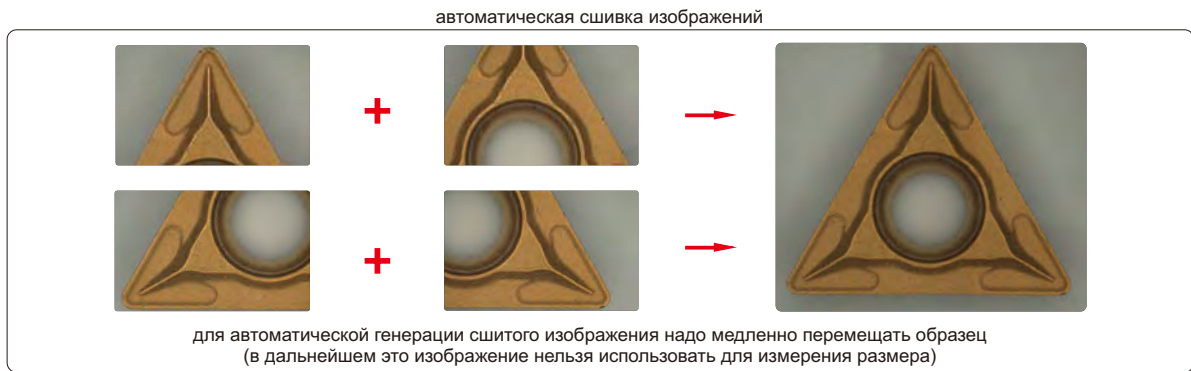 автоматическая сшивка изображений
для автоматической генерации сшитого изображения надо медленно перемещать образец
(в дальнейшем это изображение нельзя использовать для измерения размера)